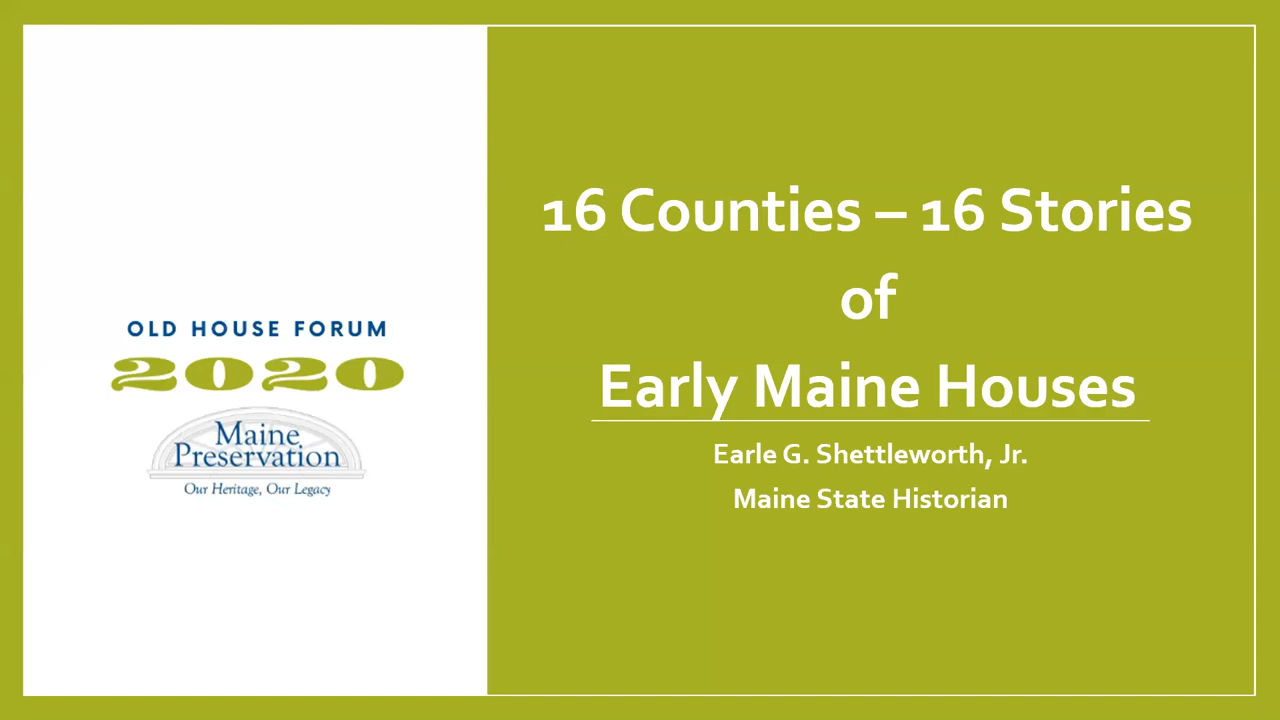 OLD HOUSE FORUM
2020
Maine
Preservation
Our Heritage, Our Legacy
16 Counties – 16 Stories
of
Early Maine Houses
Earle G. Shettleworth, Jr.
Maine State Historian